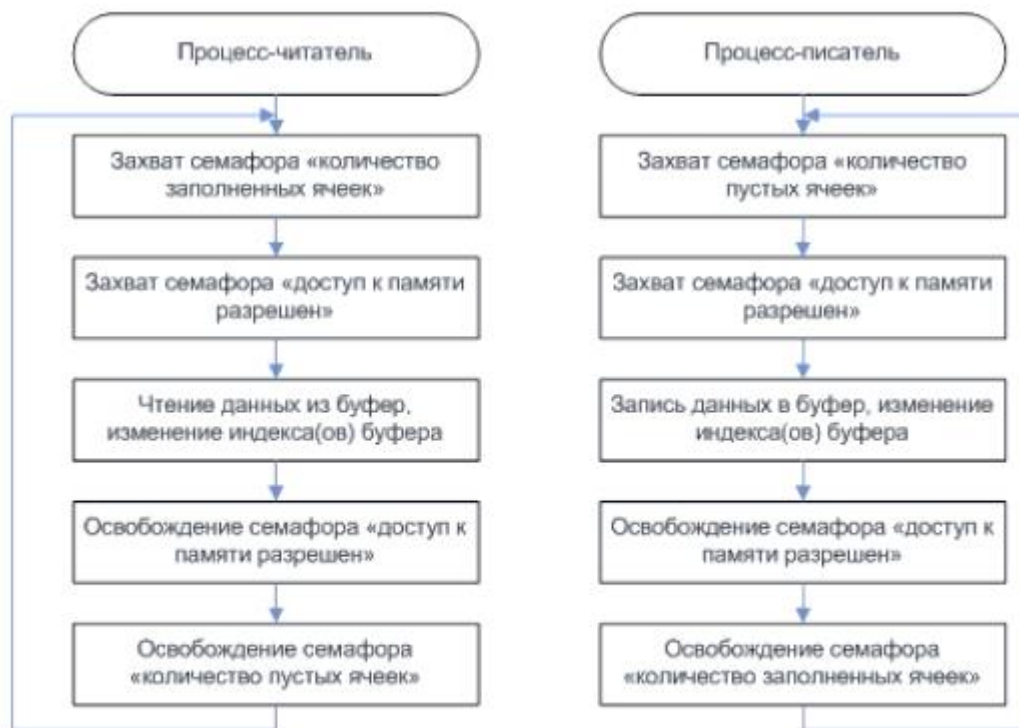 Процесс-читатель
Захват семафора «количество
заполненных ячеек»
Захват семафора «доступ к памяти
разрешен»
Чтение данных из буфер,
изменение индекса(ов) буфера
Освобождение семафора «доступ к
памяти разрешен»
Освобождение семафора
«количество пустых ячеек»
Процесс-писатель
Захват семафора «количество
пустых ячеек»
Захват семафора «доступ к памяти
разрешен»
Запись данных в буфер, изменение
индекса(ов) буфера
Освобождение семафора «доступ к
памяти разрешен»
Освобождение семафора
«количество заполненных ячеек»